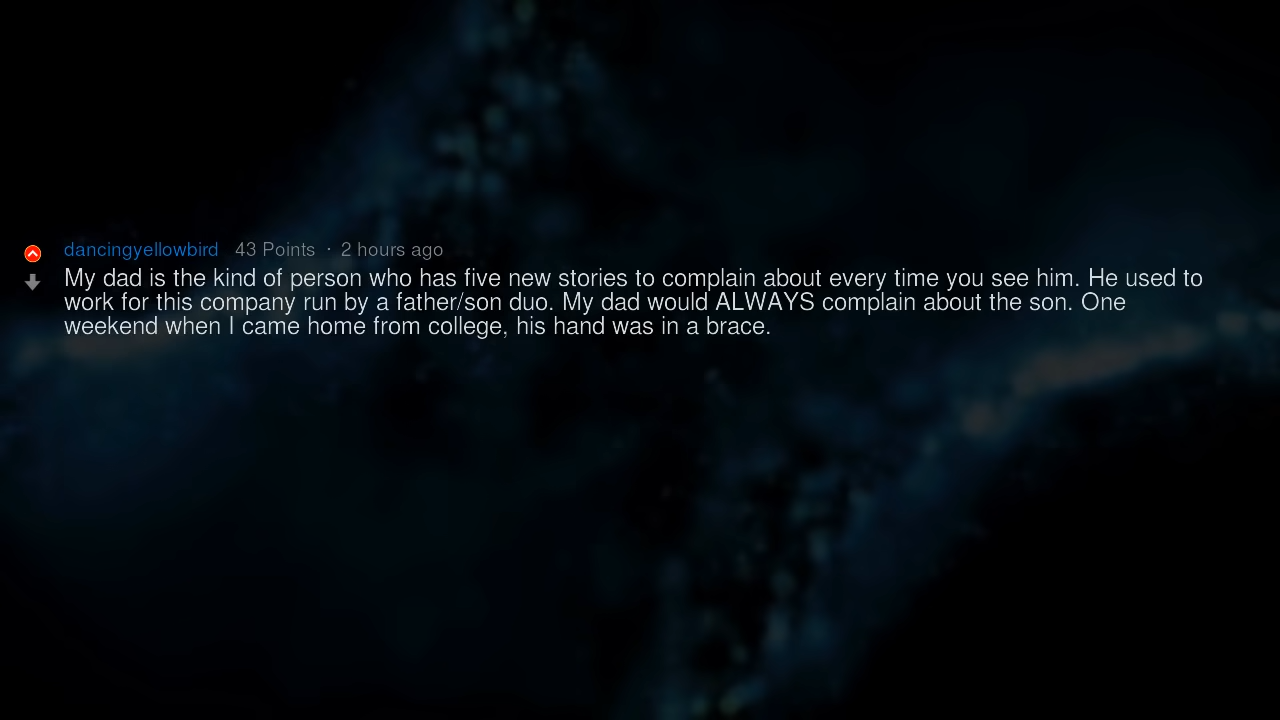 dancingyellowbird 43 Points · 2 hours ago
My dad is the kind of person who has five new stories to complain about every time you see him. He used to
work for this company run by a father/son duo. My dad would ALWAYS complain about the son. One
weekend when I came home from college, his hand was in a brace.